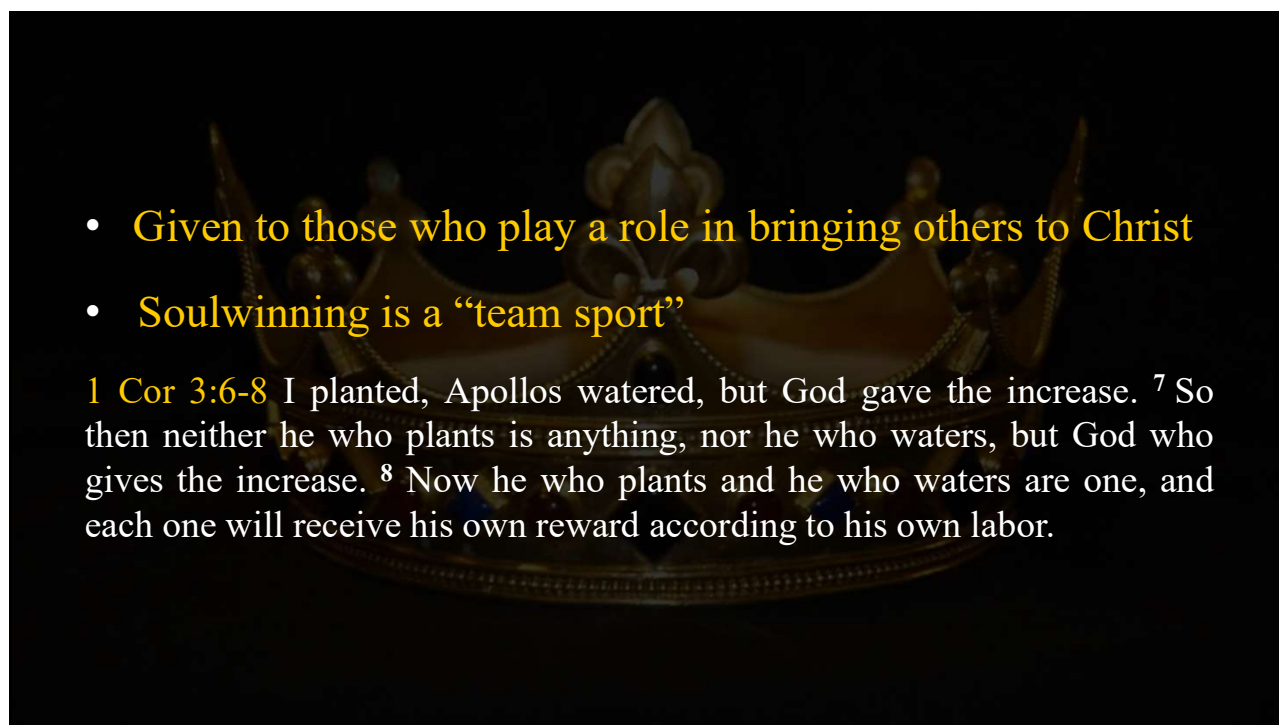 • Given to those who play a role in bringing others to Christ
• Soulwinning is a “team sport”
1 Cor 3:6-8 I planted, Apollos watered, but God gave the increase. 7 So
then neither he who plants is anything, nor he who waters, but God who
gives the increase. 8 Now he who plants and he who waters are one, and
each one will receive his own reward according to his own labor.